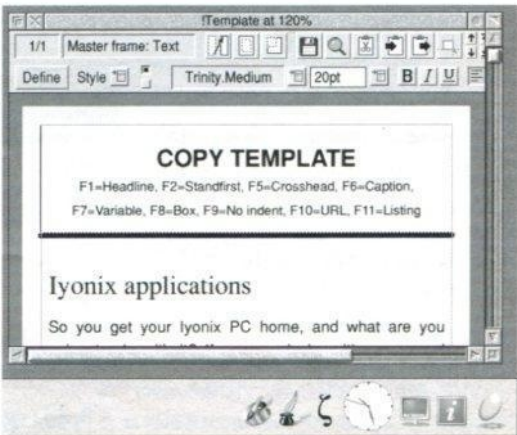 !Template at 120%
1/1 Master frame: Text
Define Style Trinity.Medium 20pt B I U
COPY TEMPLATE
F1=Headline, F2=Standfirst, F5=Crosshead, F6=Caption,
F7=Variable, F8=Box, F9=No indent, F10=URL, F11=Listing
Iyonix applications
So you get your Iyonix PC home, and what are you